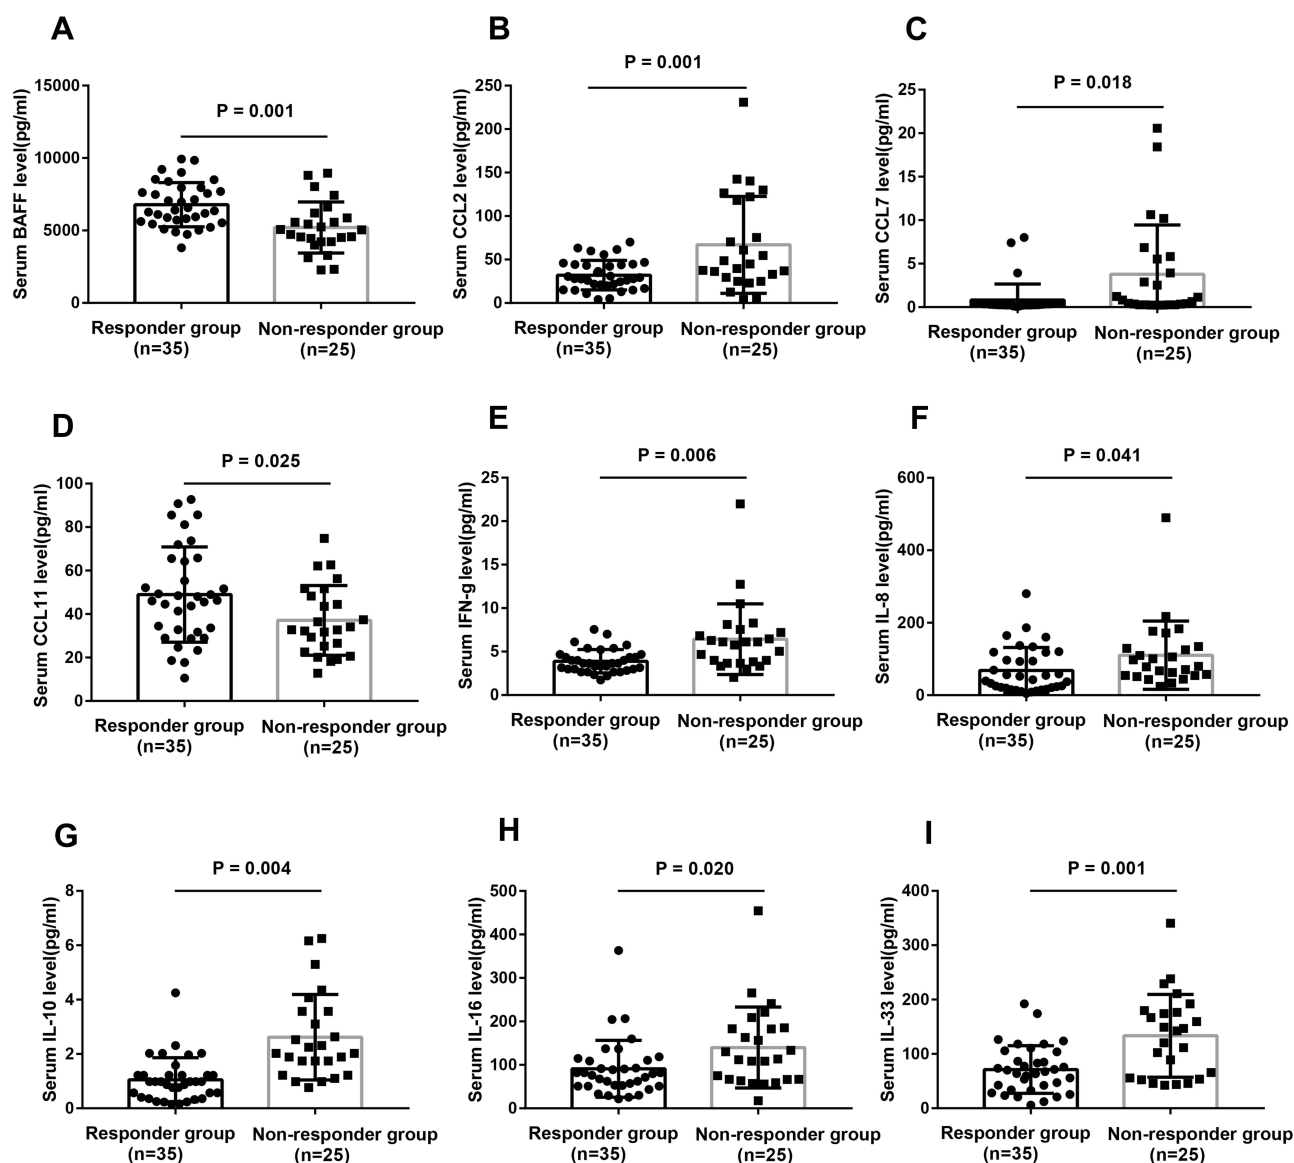 A
P = 0.001
Serum BAFF level(pg/ml)
15000
10000
5000
0
Responder group
(n=35)
Non-responder group
(n=25)
B
P = 0.001
Serum CCL2 level(pg/ml)
250
200
150
100
50
0
Responder group
(n=35)
Non-responder group
(n=25)
C
P = 0.018
Serum CCL7 level(pg/ml)
25
20
15
10
5
0
Responder group
(n=35)
Non-responder group
(n=25)
D
P = 0.025
Serum CCL11 level(pg/ml)
100
80
60
40
20
0
Responder group
(n=35)
Non-responder group
(n=25)
E
P = 0.006
Serum IFN-g level(pg/ml)
25
20
15
10
5
0
Responder group
(n=35)
Non-responder group
(n=25)
F
P = 0.041
Serum IL-8 level(pg/ml)
600
400
200
0
Responder group
(n=35)
Non-responder group
(n=25)
G
P = 0.004
Serum IL-10 level(pg/ml)
8
6
4
2
0
Responder group
(n=35)
Non-responder group
(n=25)
H
P = 0.020
Serum IL-16 level(pg/ml)
500
400
300
200
100
0
Responder group
(n=35)
Non-responder group
(n=25)
I
P = 0.001
Serum IL-33 level(pg/ml)
400
300
200
100
0
Responder group
(n=35)
Non-responder group
(n=25)